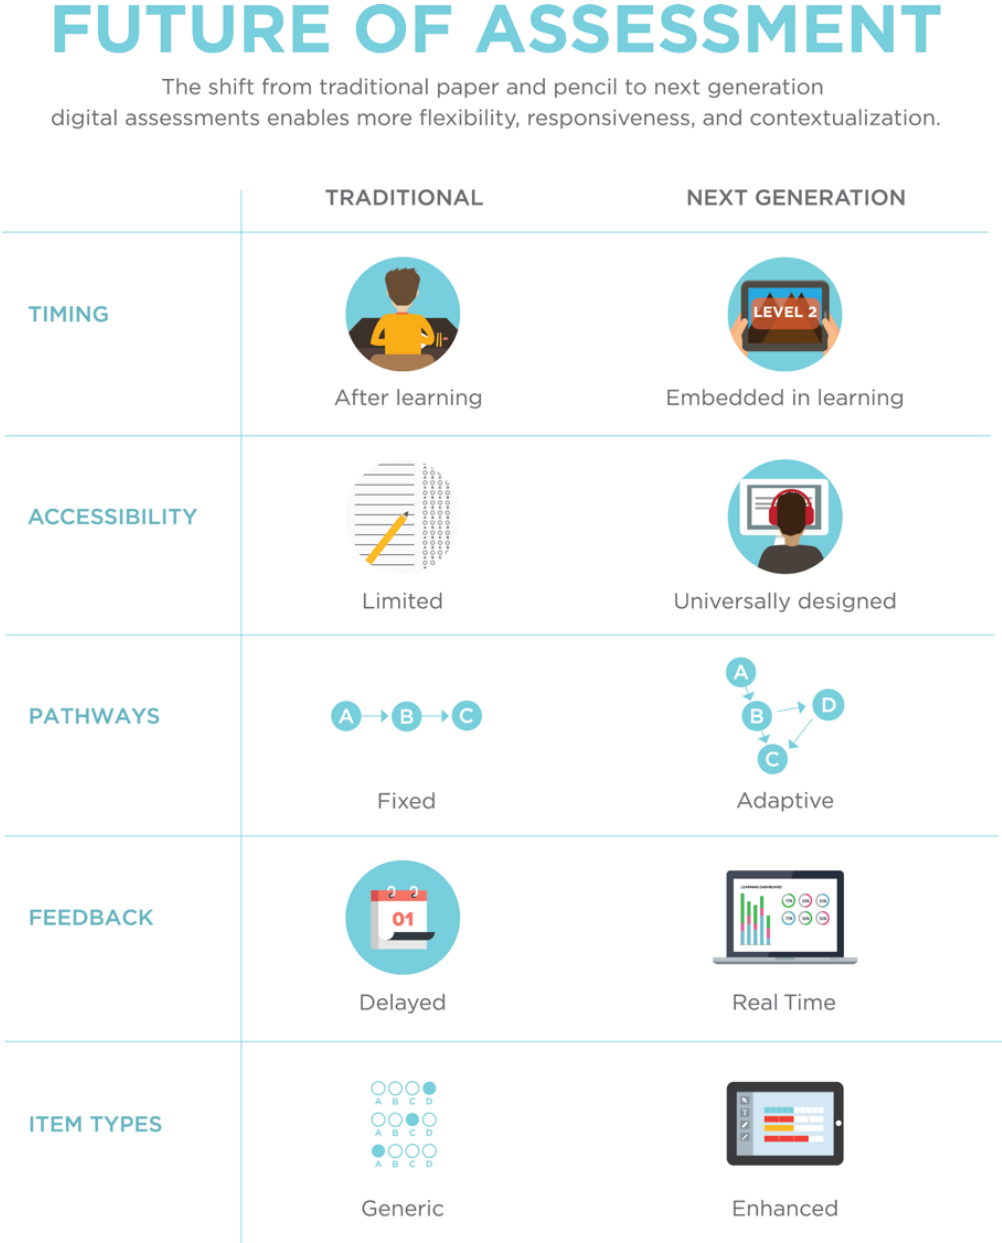 FUTURE OF ASSESSMENT
The shift from traditional paper and pencil to next generation
digital assessments enables more flexibility, responsiveness, and contextualization.
TRADITIONAL
NEXT GENERATION
TIMING
LEVEL 2
After learning
Embedded in learning
ACCESSIBILITY
Limited
Universally designed
PATHWAYS
A B C
A
B
D
C
Fixed
Adaptive
FEEDBACK
01
LEARNING DASHBOARD
Delayed
Real Time
ITEM TYPES
A B C D
A B C D
A B C D
T
Generic
Enhanced